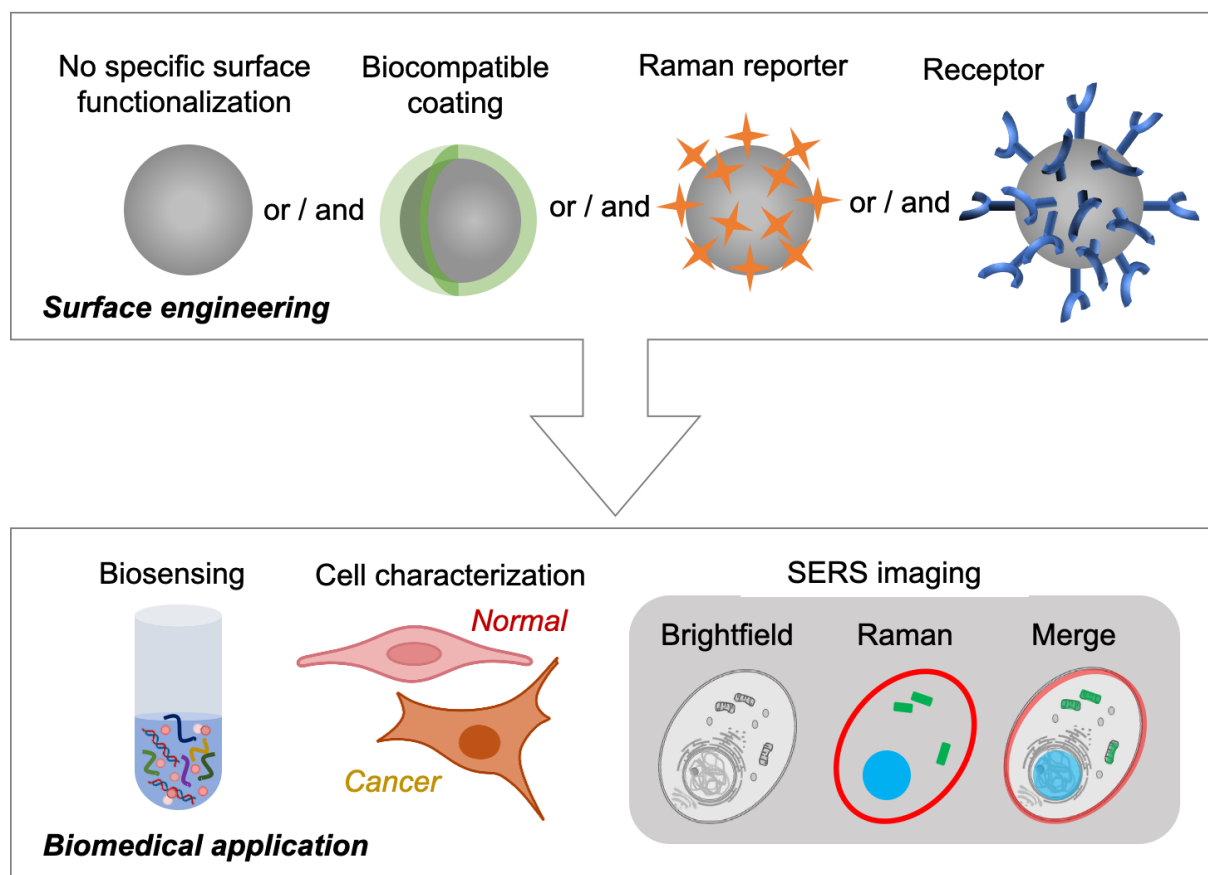 No specific surface
functionalization
Biocompatible
coating
Raman reporter
Receptor
or / and
or / and
or / and
Surface engineering
Biosensing
Cell characterization
SERS imaging
Normal
Cancer
Brightfield
Raman
Merge
Biomedical application